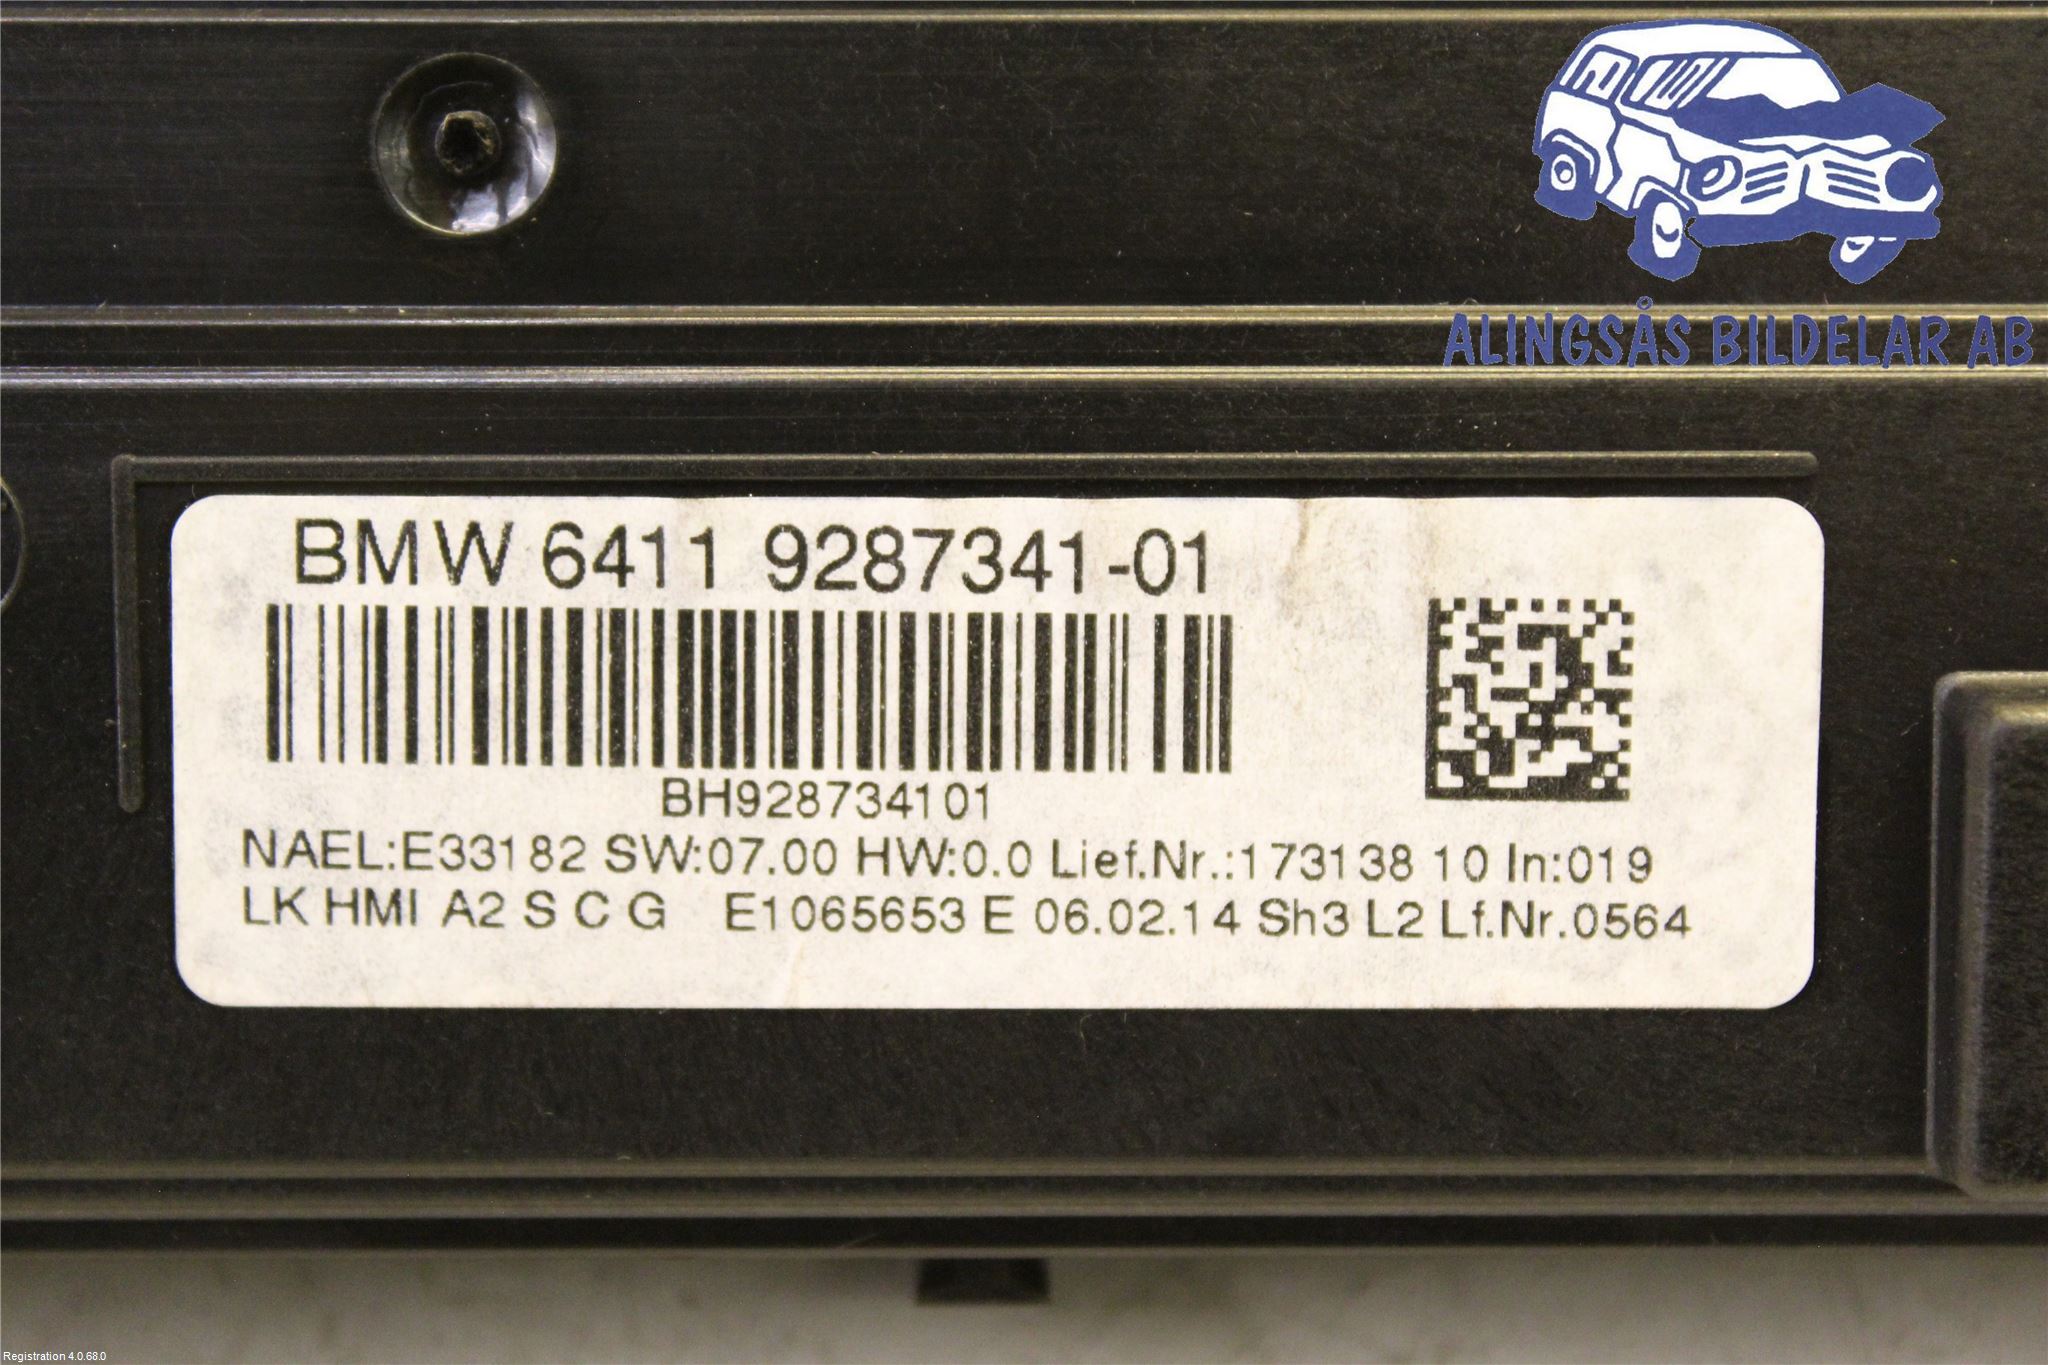 ALINGSÅS BILDELAR AB
BMW 6411 9287341-01
BH928734101
NAEL:E33182 SW:07.00 HW:0.0 Lief.Nr.:173138 10 In:019
LK HMI A2 S C G E1065653 E 06.02.14 Sh3 L2 Lf.Nr.0564
Registration 4.0.68.0